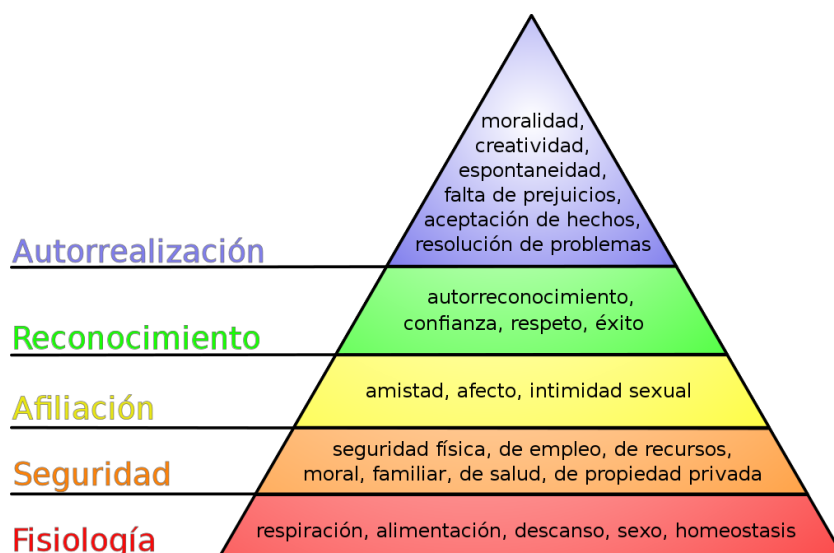 moralidad,
creatividad,
espontaneidad,
falta de prejuicios,
aceptación de hechos,
resolución de problemas
Autorrealización
autorreconocimiento,
confianza, respeto, éxito
Reconocimiento
amistad, afecto, intimidad sexual
Afiliación
seguridad física, de empleo, de recursos,
moral, familiar, de salud, de propiedad privada
Seguridad
respiración, alimentación, descanso, sexo, homeostasis
Fisiología